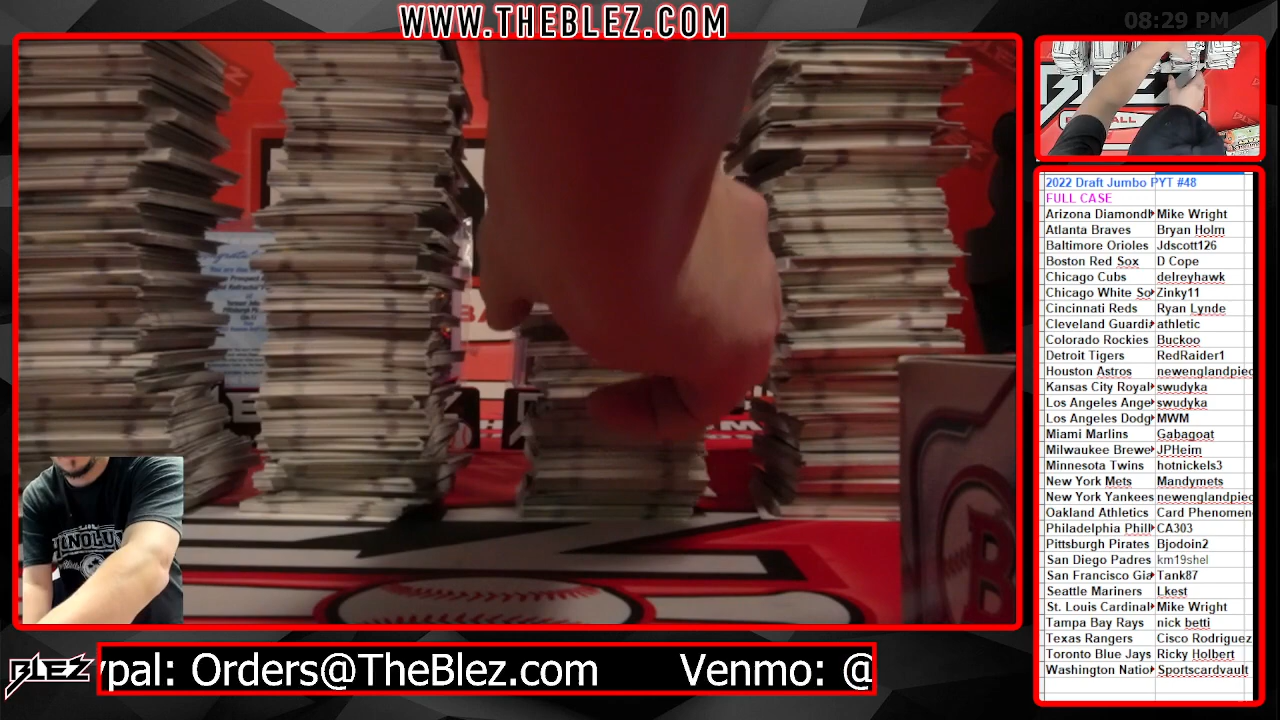 WWW.THEBLEZ.COM
08:29 PM
2022 Draft Jumbo PYT #48
FULL CASE
Arizona Diamondl Mike Wright
Atlanta Braves Bryan Holm
Baltimore Orioles Jdscott126
Boston Red Sox D Cope
Chicago Cubs delreyhawk
Chicago White So Zinky11
Cincinnati Reds Ryan Lynde
Cleveland Guardi athletic
Colorado Rockies Buckoo
Detroit Tigers RedRaider1
Houston Astros newenglandpiec
Kansas City Royal swudyka
Los Angeles Ange swudyka
Los Angeles Dodg MWM
Miami Marlins Gabagoat
Milwaukee Brewe JPHeim
Minnesota Twins hotnickels3
New York Mets Mandymets
New York Yankees newenglandpiec
Oakland Athletics Card Phenomen
Philadelphia Phill CA303
Pittsburgh Pirates Bjodoin2
San Diego Padres km19shel
San Francisco Gia Tank87
Seattle Mariners Lkest
St. Louis Cardinal Mike Wright
Tampa Bay Rays nick betti
Texas Rangers Cisco Rodriguez
Toronto Blue Jays Ricky Holbert
Washington Natio Sportscardvault
BLEZ
ypal: Orders@TheBlez.com Venmo: @